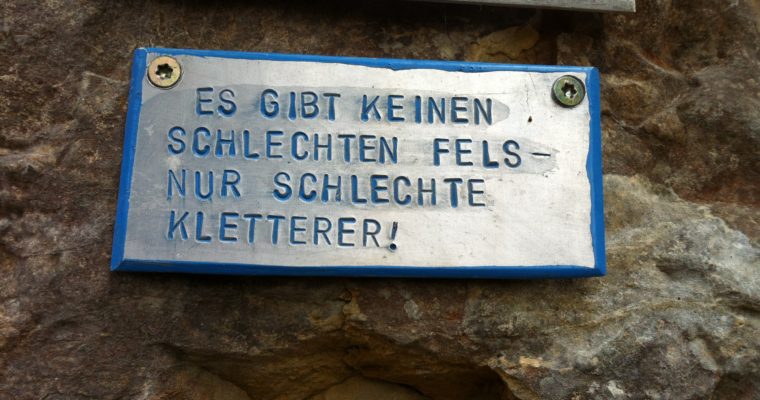 ES GIBT KEINEN
SCHLECHTEN FELS-
NUR SCHLECHTE
KLETTERER!